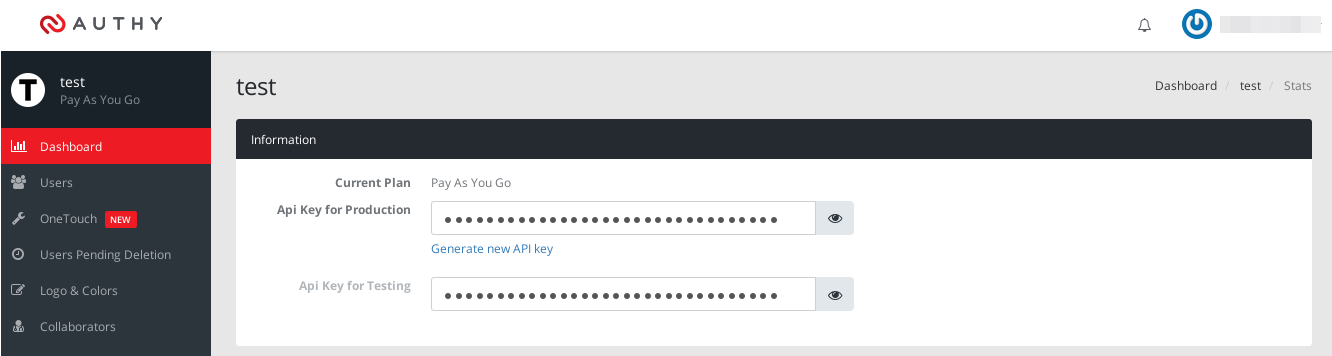 AUTHY
T
test
Pay As You Go
Dashboard
Users
OneTouch NEW
Users Pending Deletion
Logo & Colors
Collaborators
test
Dashboard / test / Stats
Information
Current Plan Pay As You Go
Api Key for Production ••••••••••••••••••••••••••••••••
Generate new API key
Api Key for Testing ••••••••••••••••••••••••••••••••